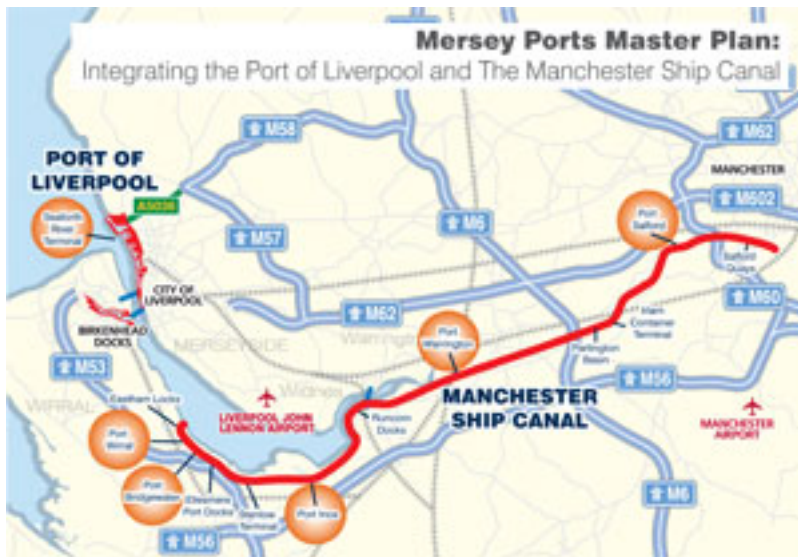 Mersey Ports Master Plan:
Integrating the Port of Liverpool and The Manchester Ship Canal
M58
M62
PORT OF
LIVERPOOL
MANCHESTER
A5036
M602
Seaforth
River
Terminal
M6
Port
Salford
M57
Salford
Quays
CITY OF
LIVERPOOL
M62
M60
BIRKENHEAD
DOCKS
MERSEYSIDE
Warrington
Port
Warrington
Irlam
Container
Terminal
Partington
Basin
M53
M56
WIRRAL
Eastham Locks
Widnes
MANCHESTER
SHIP CANAL
LIVERPOOL JOHN
LENNON AIRPORT
Runcorn
Docks
MANCHESTER
AIRPORT
Port
Wirral
Port
Bridgewater
Ellesmere
Port Docks
Stanlow
Terminal
Port Ince
M6
M56